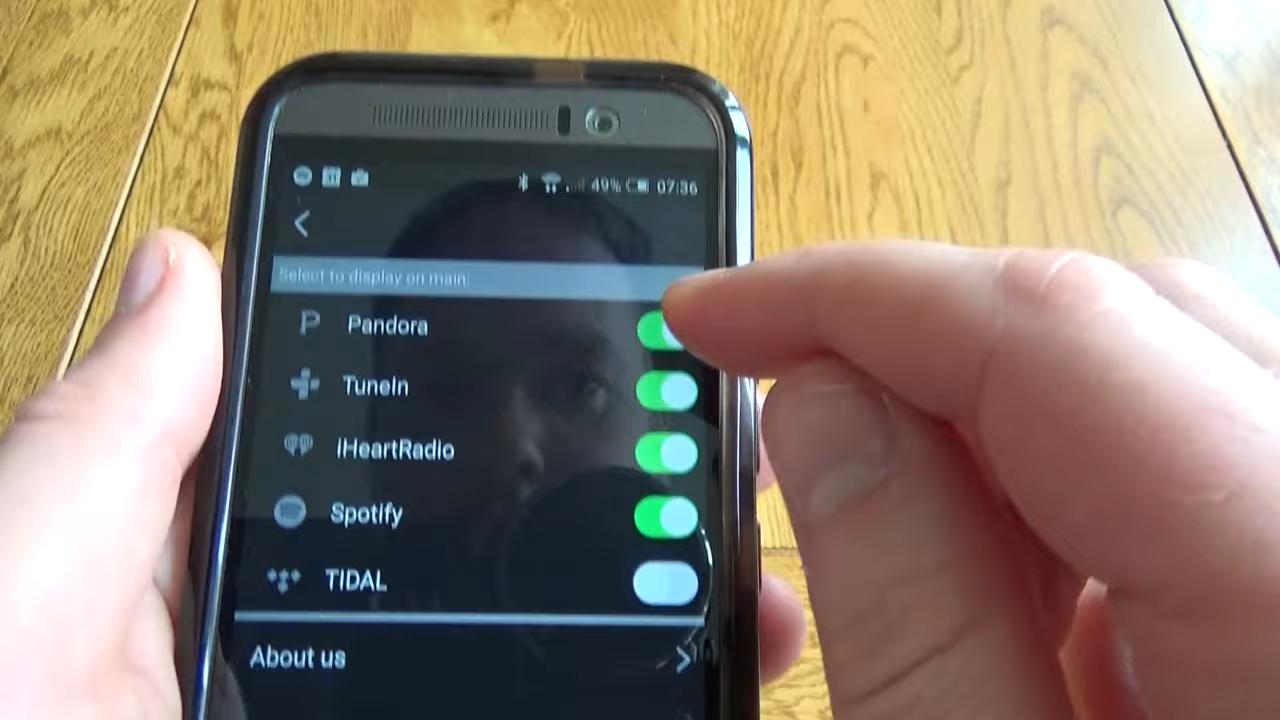 49% 07:36
Select to display on main:
Pandora
TuneIn
iHeartRadio
Spotify
TIDAL
About us